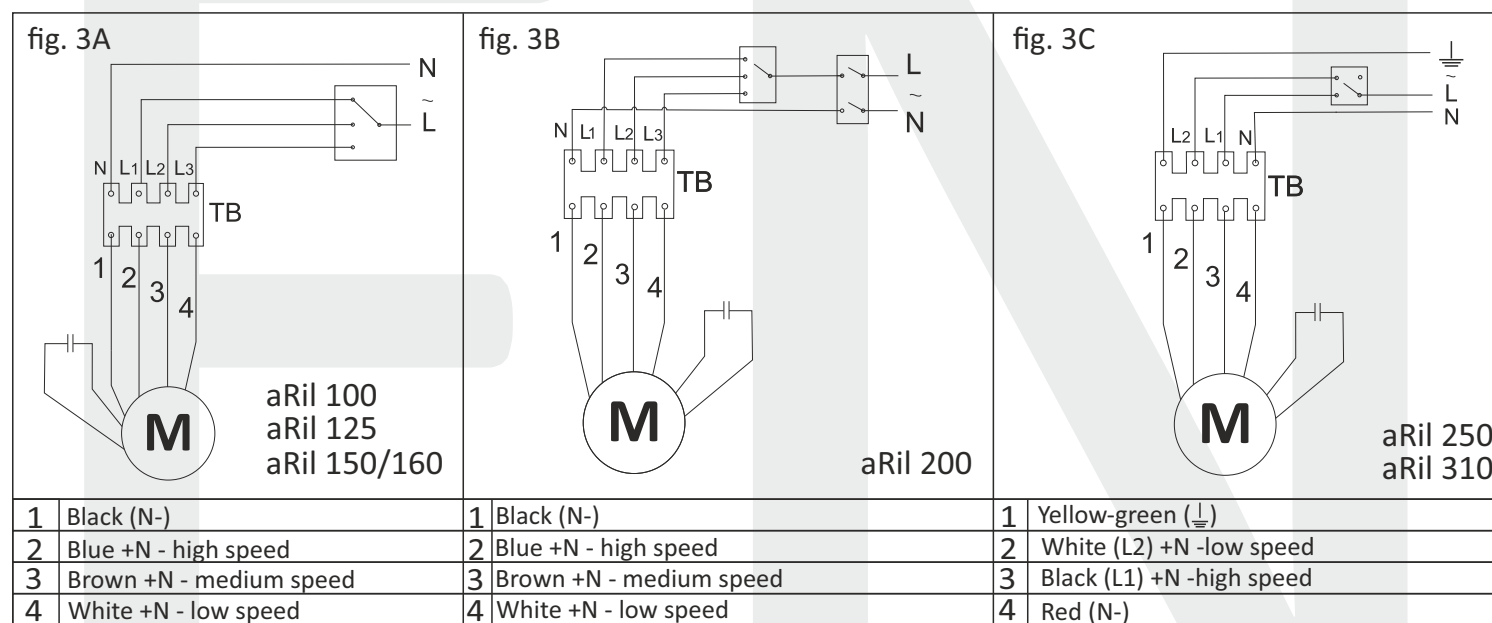 fig. 3A
N
~
L
N L1 L2 L3
TB
1
2
3
4
M
aRil 100
aRil 125
aRil 150/160
1 Black (N-)
2 Blue +N - high speed
3 Brown +N - medium speed
4 White +N - low speed
fig. 3B
L
~
N
N L1 L2 L3
TB
1
2
3
4
M
aRil 200
1 Black (N-)
2 Blue +N - high speed
3 Brown +N - medium speed
4 White +N - low speed
fig. 3C
~
L
N
L2 L1 N
TB
1
2
3
4
M
aRil 250
aRil 310
1 Yellow-green (⏚)
2 White (L2) +N -low speed
3 Black (L1) +N -high speed
4 Red (N-)